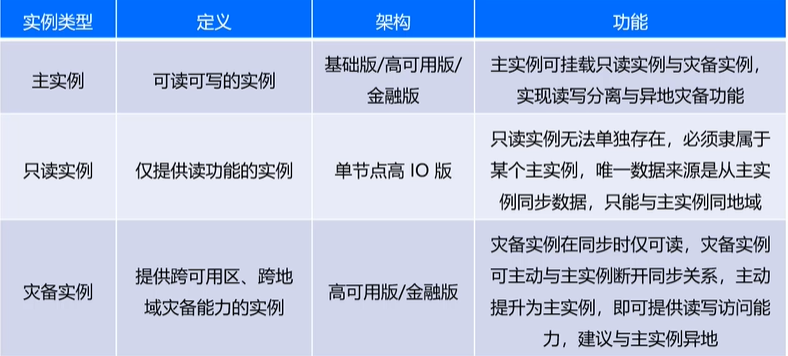 实例类型 定义 架构 功能
主实例
可读可写的实例
基础版/高可用版/
金融版
主实例可挂载只读实例与灾备实例，
实现读写分离与异地灾备功能
只读实例
仅提供读功能的实例
单节点高 IO 版
只读实例无法单独存在，必须隶属于
某个主实例，唯一数据来源是从主实
例同步数据，只能与主实例同地域
灾备实例
提供跨可用区、跨地
域灾备能力的实例
高可用版/金融版
灾备实例在同步时仅可读，灾备实例
可主动与主实例断开同步关系，主动
提升为主实例，即可提供读写访问能
力，建议与主实例异地